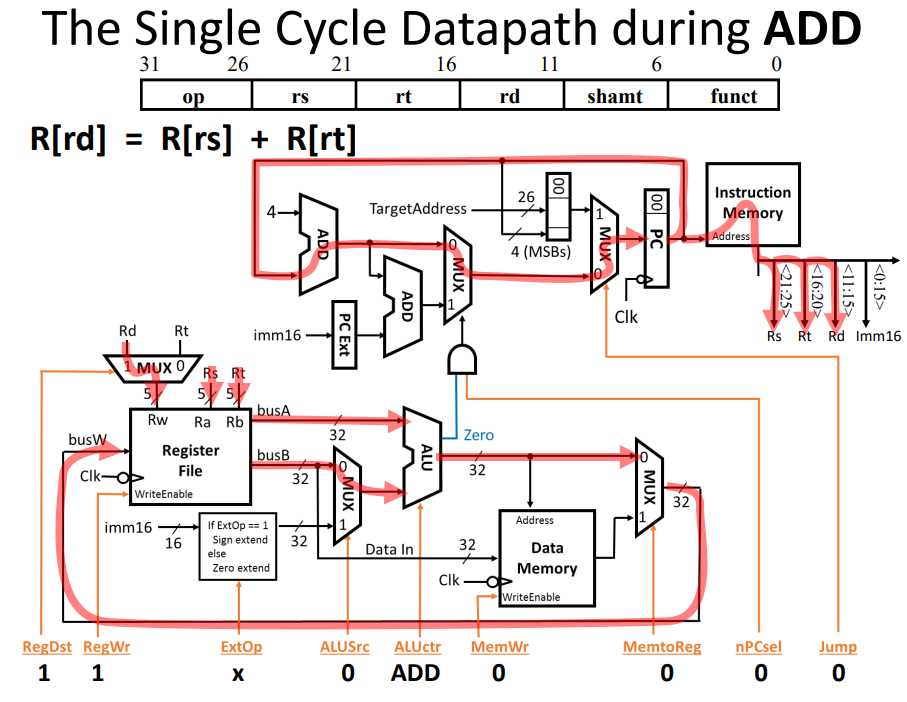 The Single Cycle Datapath during ADD
31 26 21 16 11 6 0
op rs rt rd shamt funct
R[rd] = R[rs] + R[rt]
4
ADD
ADD
PC Ext
imm16
TargetAddress
26
4 (MSBs)
00
0
MUX
1
1
MUX
0
00
PC
Clk
Instruction
Memory
Address
<21:25>
<16:20>
<11:15>
<0:15>
Rs Rt Rd Imm16
Rd Rt
1 MUX 0
Rs Rt
5 5 5
Rw Ra Rb
busW
Register
File
Clk
WriteEnable
busA
32
busB
32
0
MUX
1
ALU
Zero
32
imm16
16
If ExtOp == 1
Sign extend
else
Zero extend
32
Data In
32
Address
Data
Memory
Clk
WriteEnable
0
MUX
1
32
RegDst RegWr ExtOp ALUSrc ALUctr MemWr MemtoReg nPCsel Jump
1 1 x 0 ADD 0 0 0 0